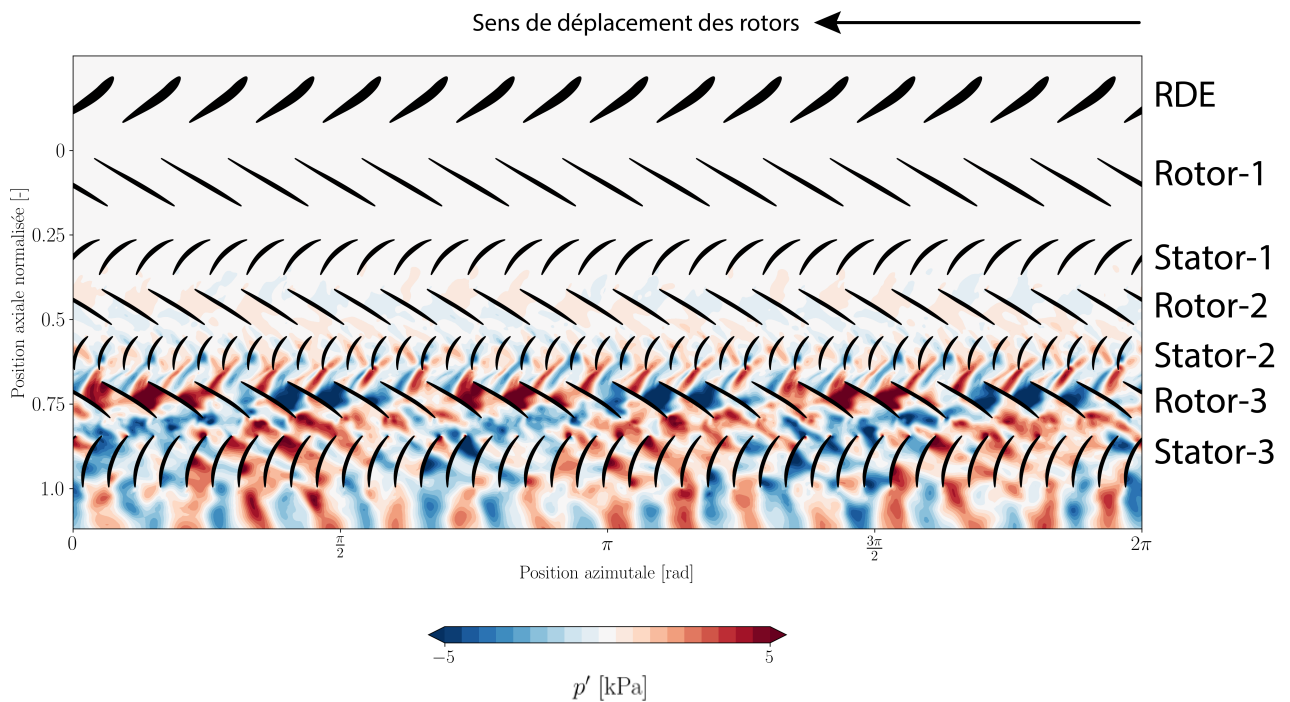 Sens de déplacement des rotors
RDE
Rotor-1
Stator-1
Rotor-2
Stator-2
Rotor-3
Stator-3
Position axiale normalisée [-]
0
0.25
0.5
0.75
1.0
0
π/2
π
3π/2
2π
Position azimutale [rad]
−5
5
p′ [kPa]